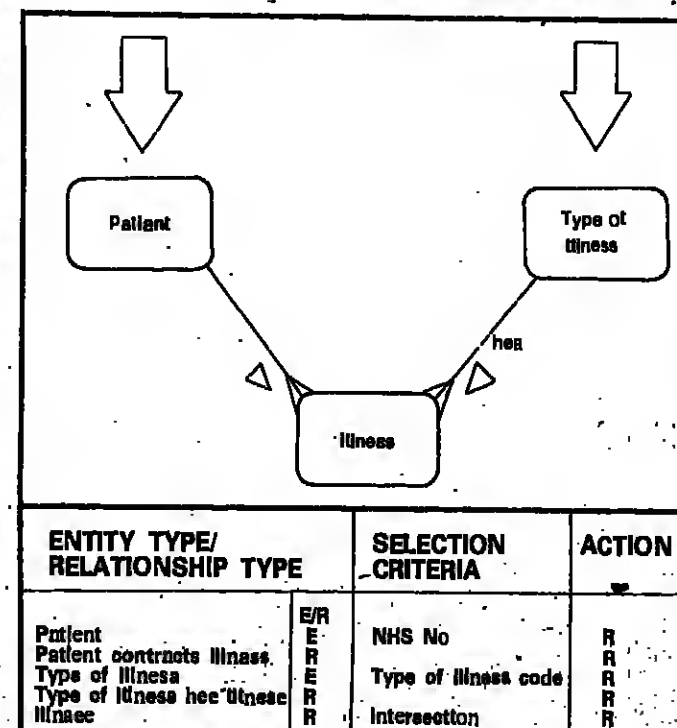 Patient
Type of
Illness
has
Illness
ENTITY TYPE/
RELATIONSHIP TYPE
SELECTION
CRITERIA
ACTION
E/R
Patient E NHS No R
Patient contracts Illness R R
Type of Illness E Type of Illness code R
Type of Illness has Illness R R
Illness R Intersection R